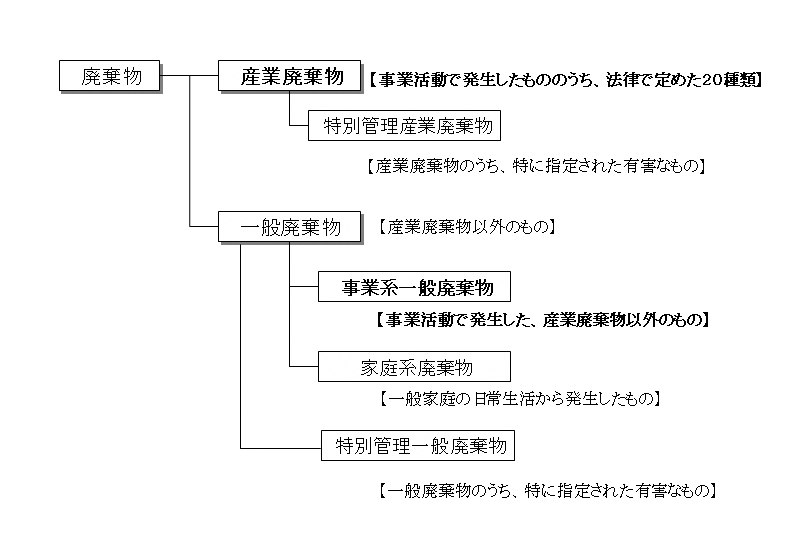 廃棄物
産業廃棄物
【事業活動で発生したもののうち、法律で定めた20種類】
特別管理産業廃棄物
【産業廃棄物のうち、特に指定された有害なもの】
一般廃棄物
【産業廃棄物以外のもの】
事業系一般廃棄物
【事業活動で発生した、産業廃棄物以外のもの】
家庭系廃棄物
【一般家庭の日常生活から発生したもの】
特別管理一般廃棄物
【一般廃棄物のうち、特に指定された有害なもの】